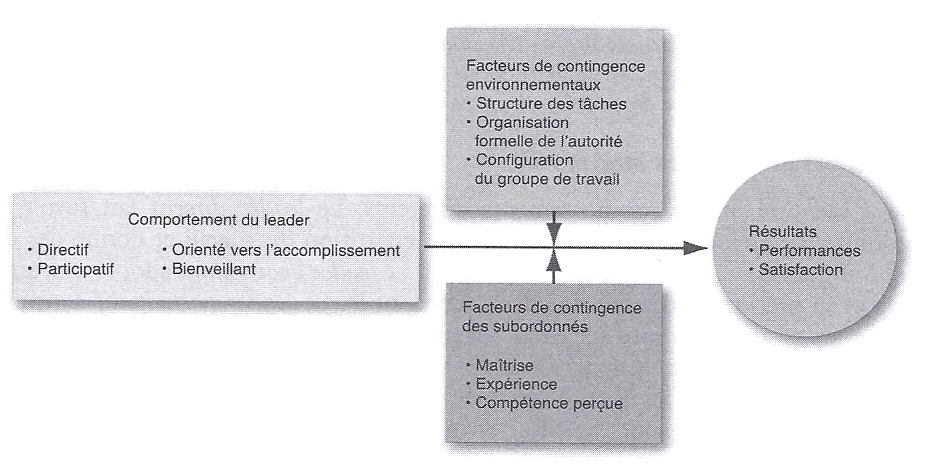 Facteurs de contingence
environnementaux
• Structure des tâches
• Organisation
formelle de l'autorité
• Configuration
du groupe de travail
Comportement du leader
• Directif
• Participatif
• Orienté vers l'accomplissement
• Bienveillant
Résultats
• Performances
• Satisfaction
Facteurs de contingence
des subordonnés
• Maîtrise
• Expérience
• Compétence perçue